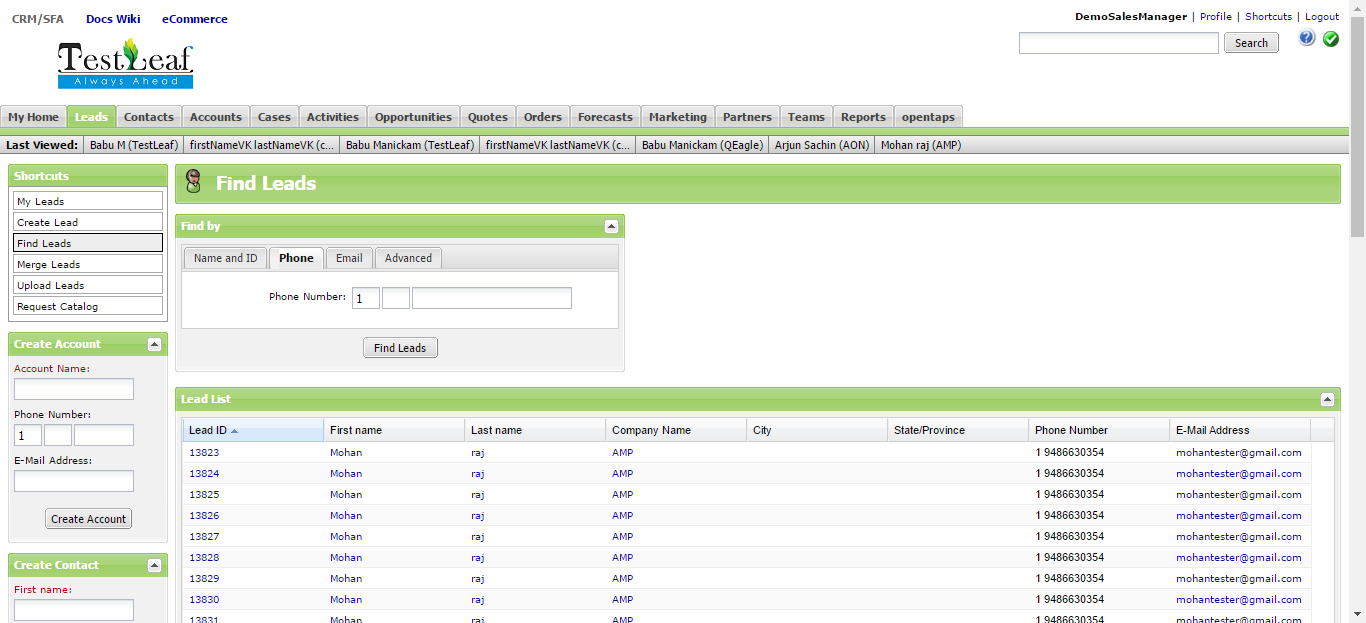 CRM/SFA Docs Wiki eCommerce
DemoSalesManager | Profile | Shortcuts | Logout
TestLeaf
Always Ahead
Search
?
My Home Leads Contacts Accounts Cases Activities Opportunities Quotes Orders Forecasts Marketing Partners Teams Reports opentaps
Last Viewed: Babu M (TestLeaf) firstNameVK lastNameVK (c... Babu Manickam (TestLeaf) firstNameVK lastNameVK (c... Babu Manickam (QEagle) Arjun Sachin (AON) Mohan raj (AMP)
Shortcuts
My Leads
Create Lead
Find Leads
Merge Leads
Upload Leads
Request Catalog
Create Account
Account Name:
Phone Number:
1
E-Mail Address:
Create Account
Create Contact
First name:
Find Leads
Find by
Name and ID Phone Email Advanced
Phone Number: 1
Find Leads
Lead List
Lead ID First name Last name Company Name City State/Province Phone Number E-Mail Address
13823 Mohan raj AMP 1 9486630354 mohantester@gmail.com
13824 Mohan raj AMP 1 9486630354 mohantester@gmail.com
13825 Mohan raj AMP 1 9486630354 mohantester@gmail.com
13826 Mohan raj AMP 1 9486630354 mohantester@gmail.com
13827 Mohan raj AMP 1 9486630354 mohantester@gmail.com
13828 Mohan raj AMP 1 9486630354 mohantester@gmail.com
13829 Mohan raj AMP 1 9486630354 mohantester@gmail.com
13830 Mohan raj AMP 1 9486630354 mohantester@gmail.com
13831 Mohan raj AMP 1 9486630354 mohantester@gmail.com